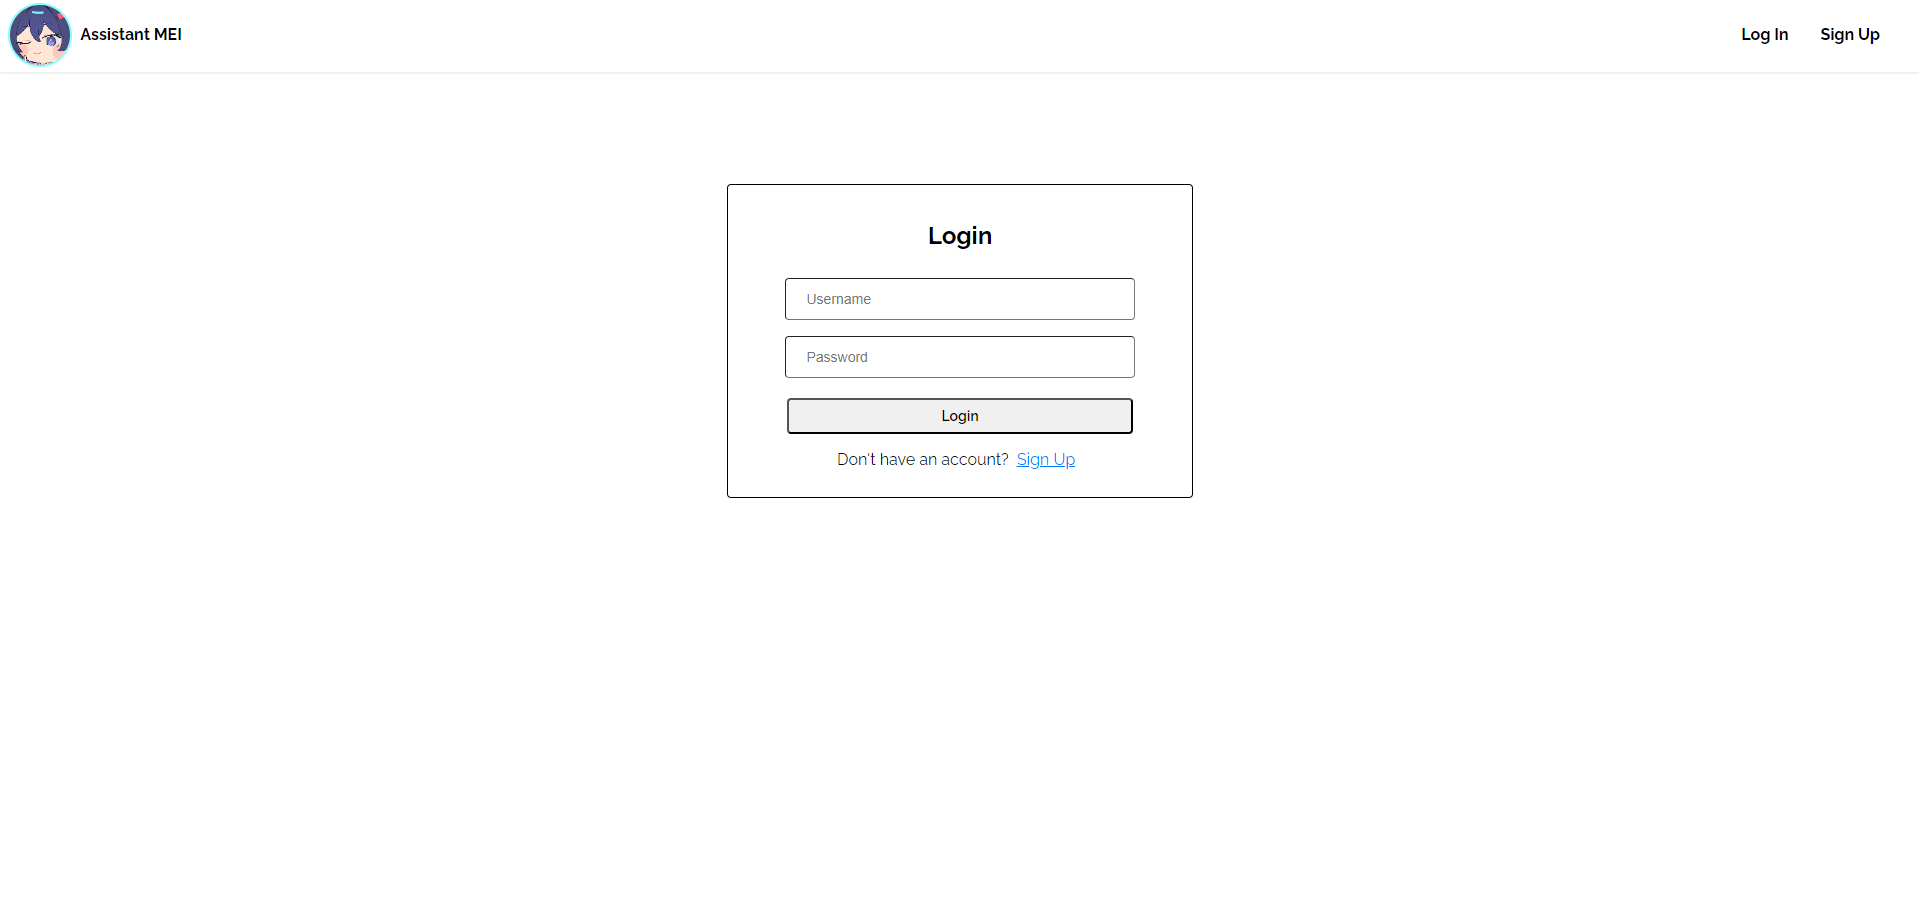 Assistant MEI
Log In
Sign Up
Login
Username
Password
Login
Don't have an account? Sign Up